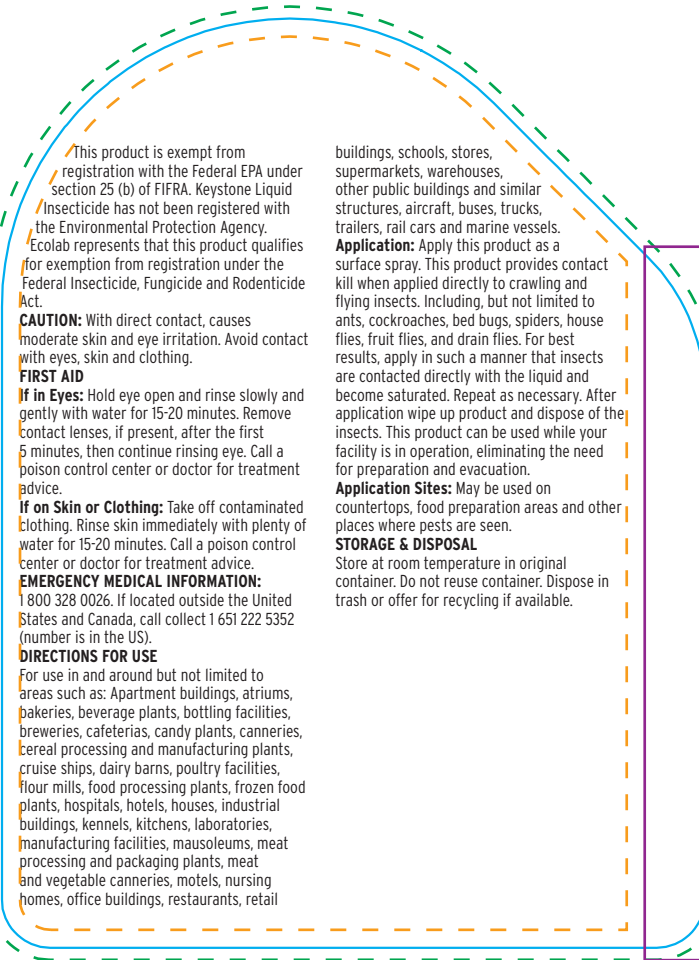 This product is exempt from
registration with the Federal EPA under
section 25 (b) of FIFRA. Keystone Liquid
Insecticide has not been registered with
the Environmental Protection Agency.
Ecolab represents that this product qualifies
for exemption from registration under the
Federal Insecticide, Fungicide and Rodenticide
Act.
CAUTION: With direct contact, causes
moderate skin and eye irritation. Avoid contact
with eyes, skin and clothing.
FIRST AID
If in Eyes: Hold eye open and rinse slowly and
gently with water for 15-20 minutes. Remove
contact lenses, if present, after the first
5 minutes, then continue rinsing eye. Call a
poison control center or doctor for treatment
advice.
If on Skin or Clothing: Take off contaminated
clothing. Rinse skin immediately with plenty of
water for 15-20 minutes. Call a poison control
center or doctor for treatment advice.
EMERGENCY MEDICAL INFORMATION:
1 800 328 0026. If located outside the United
States and Canada, call collect 1 651 222 5352
(number is in the US).
DIRECTIONS FOR USE
For use in and around but not limited to
areas such as: Apartment buildings, atriums,
bakeries, beverage plants, bottling facilities,
breweries, cafeterias, candy plants, canneries,
cereal processing and manufacturing plants,
cruise ships, dairy barns, poultry facilities,
flour mills, food processing plants, frozen food
plants, hospitals, hotels, houses, industrial
buildings, kennels, kitchens, laboratories,
manufacturing facilities, mausoleums, meat
processing and packaging plants, meat
and vegetable canneries, motels, nursing
homes, office buildings, restaurants, retail
buildings, schools, stores,
supermarkets, warehouses,
other public buildings and similar
structures, aircraft, buses, trucks,
trailers, rail cars and marine vessels.
Application: Apply this product as a
surface spray. This product provides contact
kill when applied directly to crawling and
flying insects. Including, but not limited to
ants, cockroaches, bed bugs, spiders, house
flies, fruit flies, and drain flies. For best
results, apply in such a manner that insects
are contacted directly with the liquid and
become saturated. Repeat as necessary. After
application wipe up product and dispose of the
insects. This product can be used while your
facility is in operation, eliminating the need
for preparation and evacuation.
Application Sites: May be used on
countertops, food preparation areas and other
places where pests are seen.
STORAGE & DISPOSAL
Store at room temperature in original
container. Do not reuse container. Dispose in
trash or offer for recycling if available.